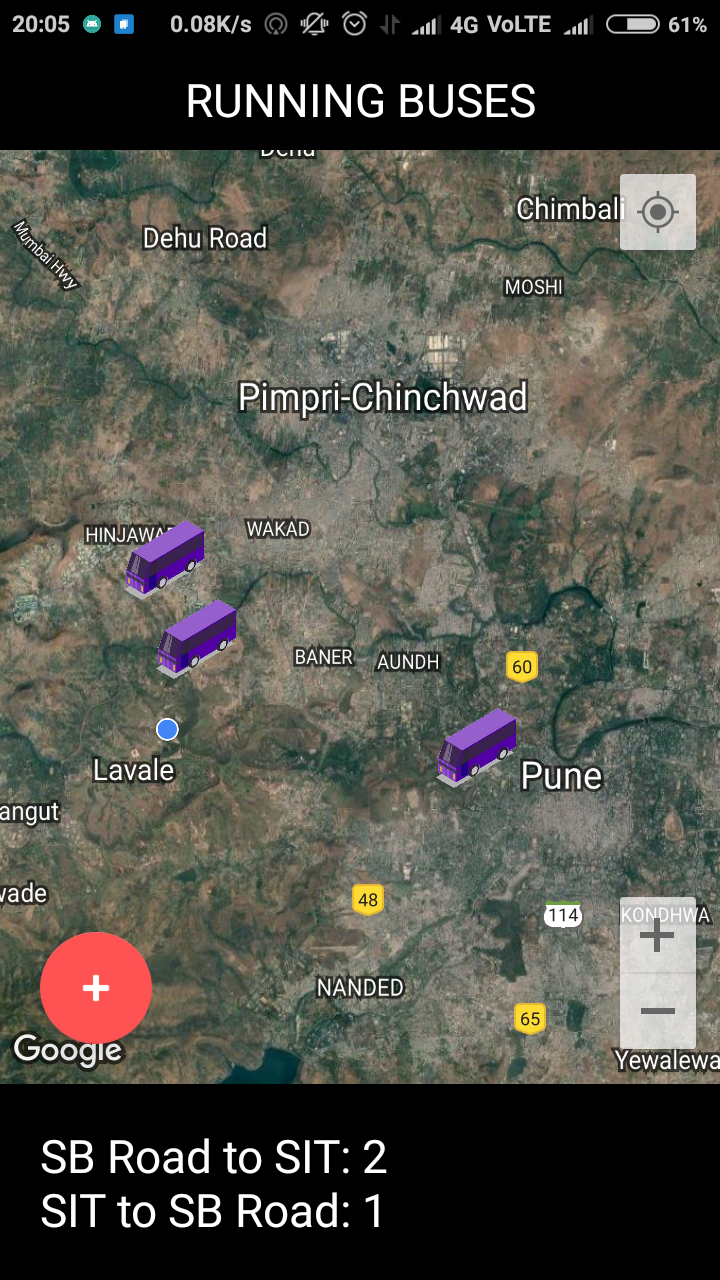 20:05 0.08K/s 4G VoLTE 61%
RUNNING BUSES
Dehu
Chimbali
Dehu Road
Mumbai Hwy
MOSHI
Pimpri-Chinchwad
HINJAWA
WAKAD
BANER AUNDH
60
Lavale
Pune
angut
wade
48
114
KONDHWA
+
NANDED
65
Google
Yewalewa
SB Road to SIT: 2
SIT to SB Road: 1